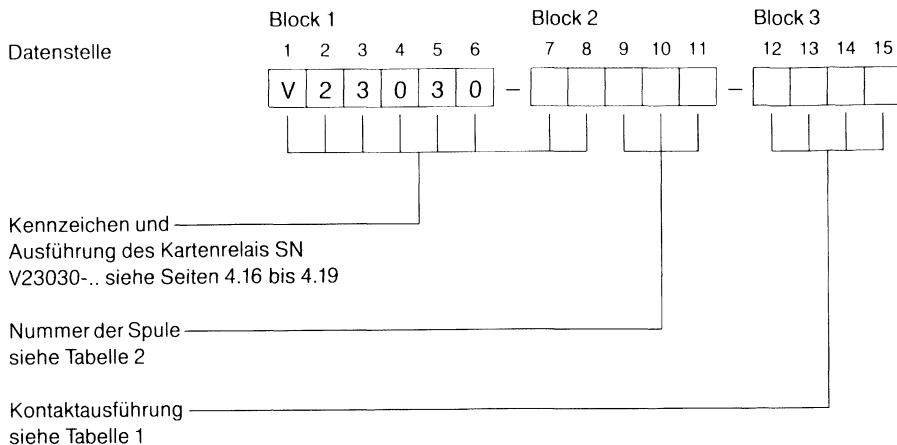 Block 1 Block 2 Block 3
Datenstelle 1 2 3 4 5 6 7 8 9 10 11 12 13 14 15
V 2 3 0 3 0 – –
Kennzeichen und
Ausführung des Kartenrelais SN
V23030-.. siehe Seiten 4.16 bis 4.19
Nummer der Spule
siehe Tabelle 2
Kontaktausführung
siehe Tabelle 1